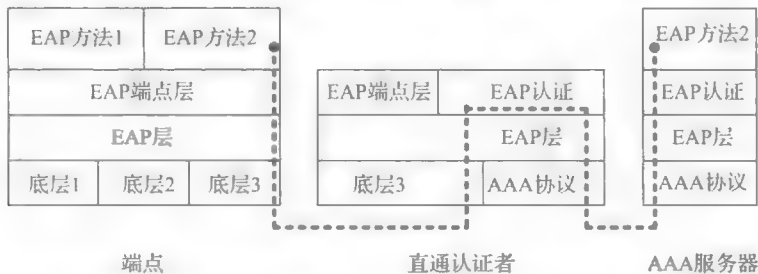 EAP方法1 EAP方法2
EAP端点层
EAP层
底层1 底层2 底层3
端点
EAP端点层 EAP认证
EAP层
底层3 AAA协议
直通认证者
EAP方法2
EAP认证
EAP层
AAA协议
AAA服务器